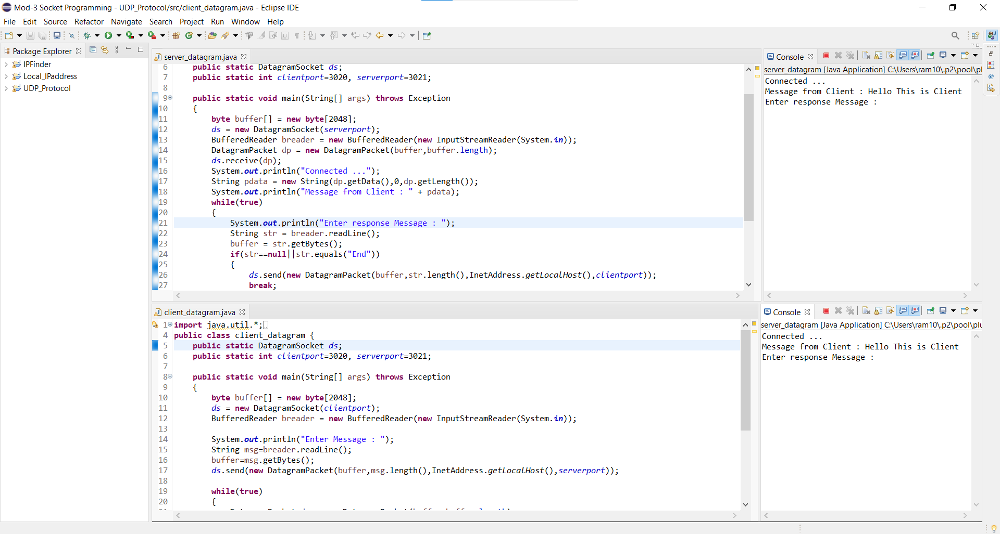 Mod-3 Socket Programming - UDP_Protocol/src/client_datagram.java - Eclipse IDE
File Edit Source Refactor Navigate Search Project Run Window Help
Package Explorer
IPFinder
Local_IPaddress
UDP_Protocol
server_datagram.java
6 public static DatagramSocket ds;
7 public static int clientport=3020, serverport=3021;
8
9 public static void main(String[] args) throws Exception
10 {
11 byte buffer[] = new byte[2048];
12 ds = new DatagramSocket(serverport);
13 BufferedReader breader = new BufferedReader(new InputStreamReader(System.in));
14 DatagramPacket dp = new DatagramPacket(buffer,buffer.length);
15 ds.receive(dp);
16 System.out.println("Connected ...");
17 String pdata = new String(dp.getData(),0,dp.getLength());
18 System.out.println("Message from Client : " + pdata);
19 while(true)
20 {
21 System.out.println("Enter response Message : ");
22 String str = breader.readLine();
23 buffer = str.getBytes();
24 if(str==null||str.equals("End"))
25 {
26 ds.send(new DatagramPacket(buffer,str.length(),InetAddress.getLocalHost(),clientport));
27 break;
Console
server_datagram [Java Application] C:\Users\ram10\.p2\pool\pl
Connected ...
Message from Client : Hello This is Client
Enter response Message :
client_datagram.java
1 import java.util.*;
4 public class client_datagram {
5 public static DatagramSocket ds;
6 public static int clientport=3020, serverport=3021;
7
8 public static void main(String[] args) throws Exception
9 {
10 byte buffer[] = new byte[2048];
11 ds = new DatagramSocket(clientport);
12 BufferedReader breader = new BufferedReader(new InputStreamReader(System.in));
13
14 System.out.println("Enter Message : ");
15 String msg=breader.readLine();
16 buffer=msg.getBytes();
17 ds.send(new DatagramPacket(buffer,msg.length(),InetAddress.getLocalHost(),serverport));
18
19 while(true)
20 {
Console
server_datagram [Java Application] C:\Users\ram10\.p2\pool\plu
Connected ...
Message from Client : Hello This is Client
Enter response Message :